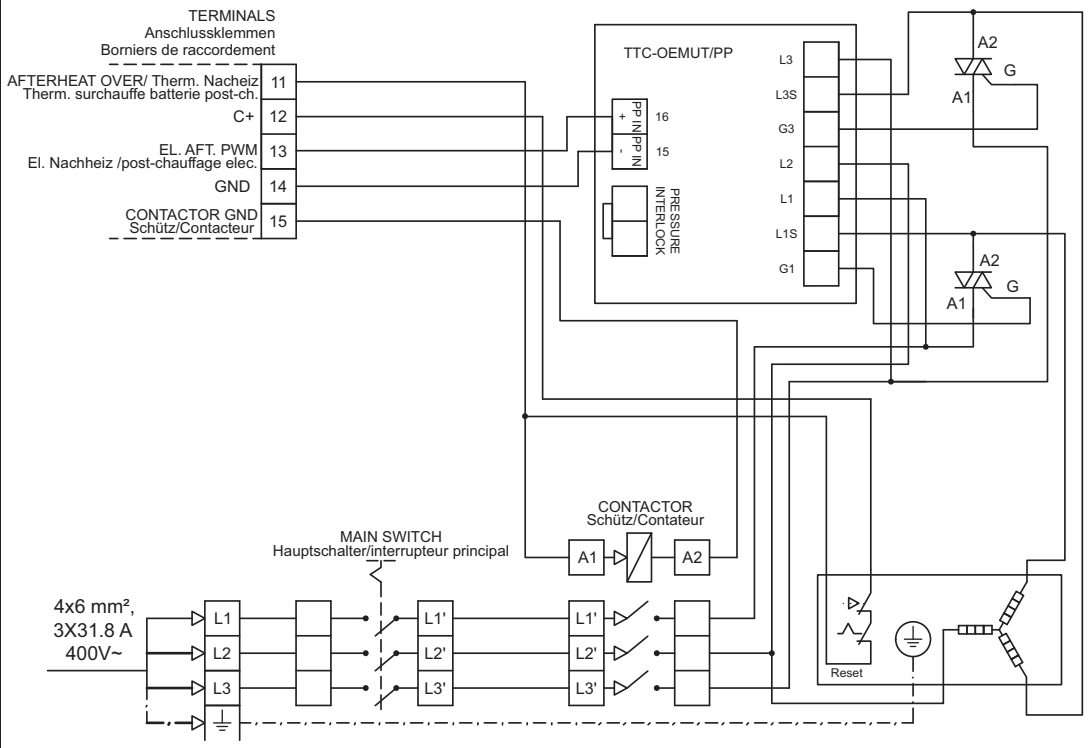 TERMINALS
Anschlussklemmen
Borniers de raccordement
AFTERHEAT OVER/ Therm. Nacheiz
Therm. surchauffe batterie post-ch.
11
C+
12
EL. AFT. PWM
El. Nachheiz /post-chauffage elec.
13
GND
14
CONTACTOR GND
Schütz/Contacteur
15
TTC-OEMUT/PP
+
PP IN
16
-
PP IN
15
PRESSURE
INTERLOCK
L3
L3S
G3
L2
L1
L1S
G1
A2
G
A1
A2
G
A1
CONTACTOR
Schütz/Contateur
A1
A2
MAIN SWITCH
Hauptschalter/interrupteur principal
4x6 mm²,
3X31.8 A
400V~
L1
L1'
L1'
L2
L2'
L2'
L3
L3'
L3'
Reset